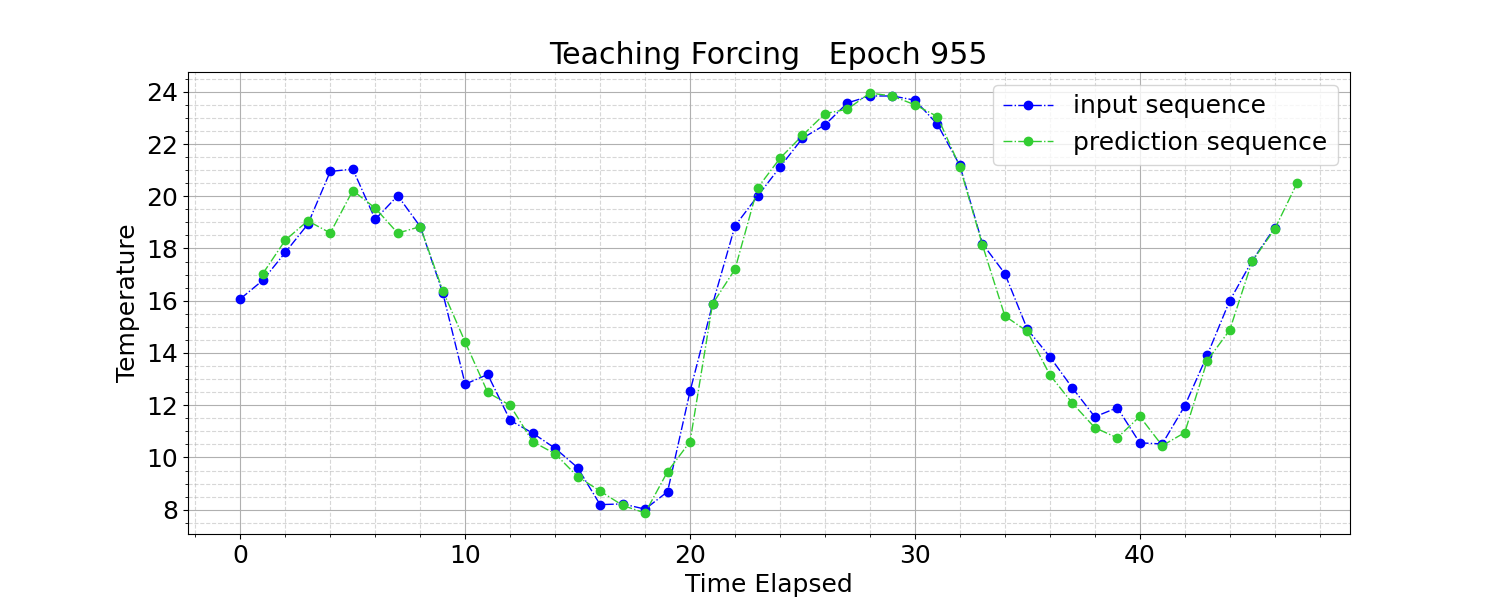 Teaching Forcing   Epoch 955
24
22
20
18
16
14
12
10
8
Temperature
input sequence
prediction sequence
0 10 20 30 40
Time Elapsed